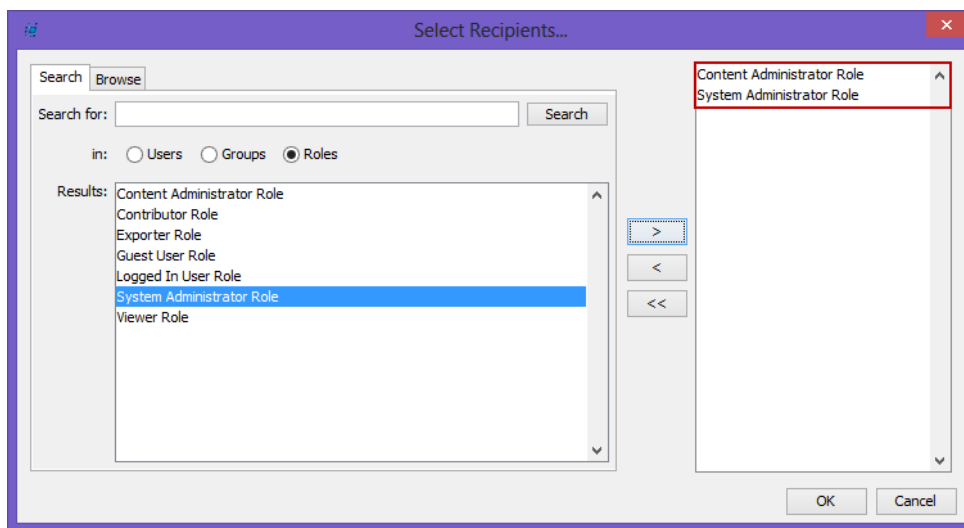 Select Recipients...
Search Browse
Search for: Search
in: Users Groups Roles
Results:
Content Administrator Role
Contributor Role
Exporter Role
Guest User Role
Logged In User Role
System Administrator Role
Viewer Role
>
<
<<
Content Administrator Role
System Administrator Role
OK Cancel